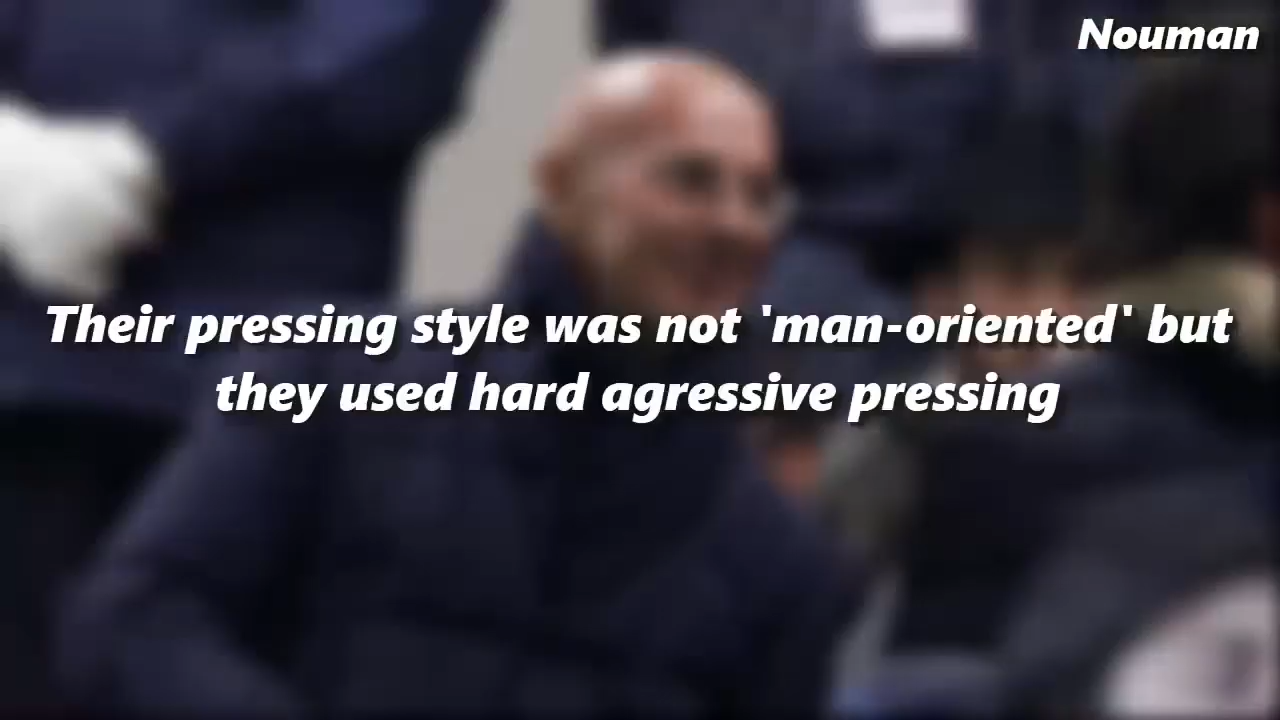 Nouman
Their pressing style was not 'man-oriented' but
they used hard agressive pressing